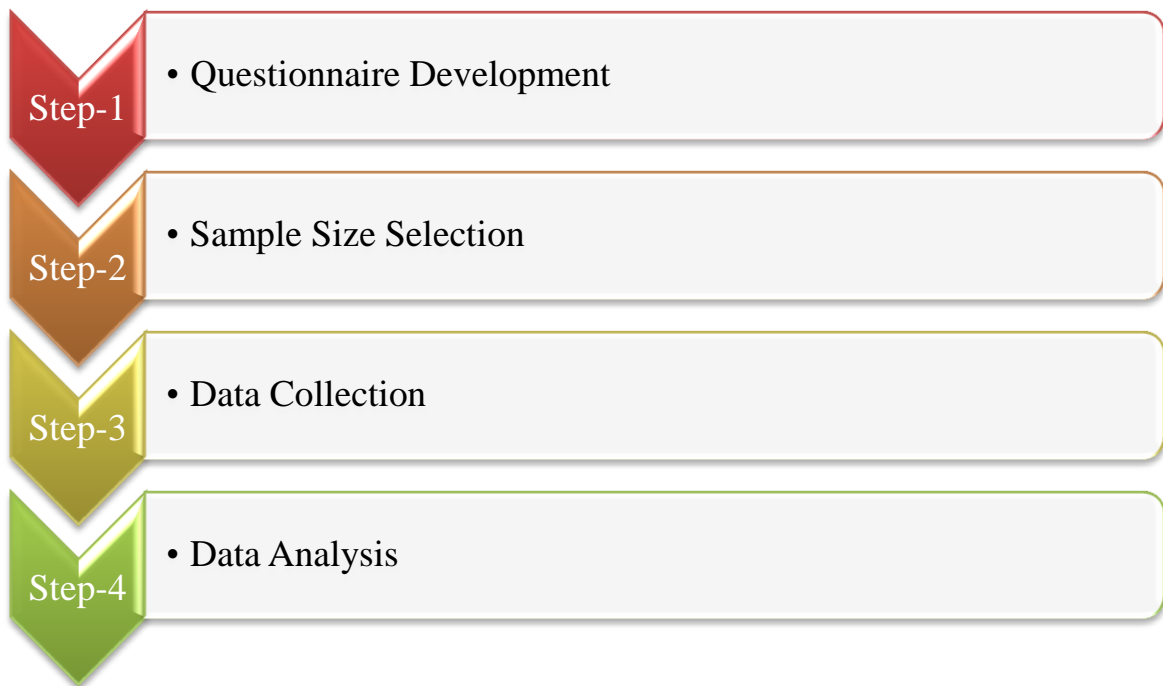 Step-1
• Questionnaire Development
Step-2
• Sample Size Selection
Step-3
• Data Collection
Step-4
• Data Analysis